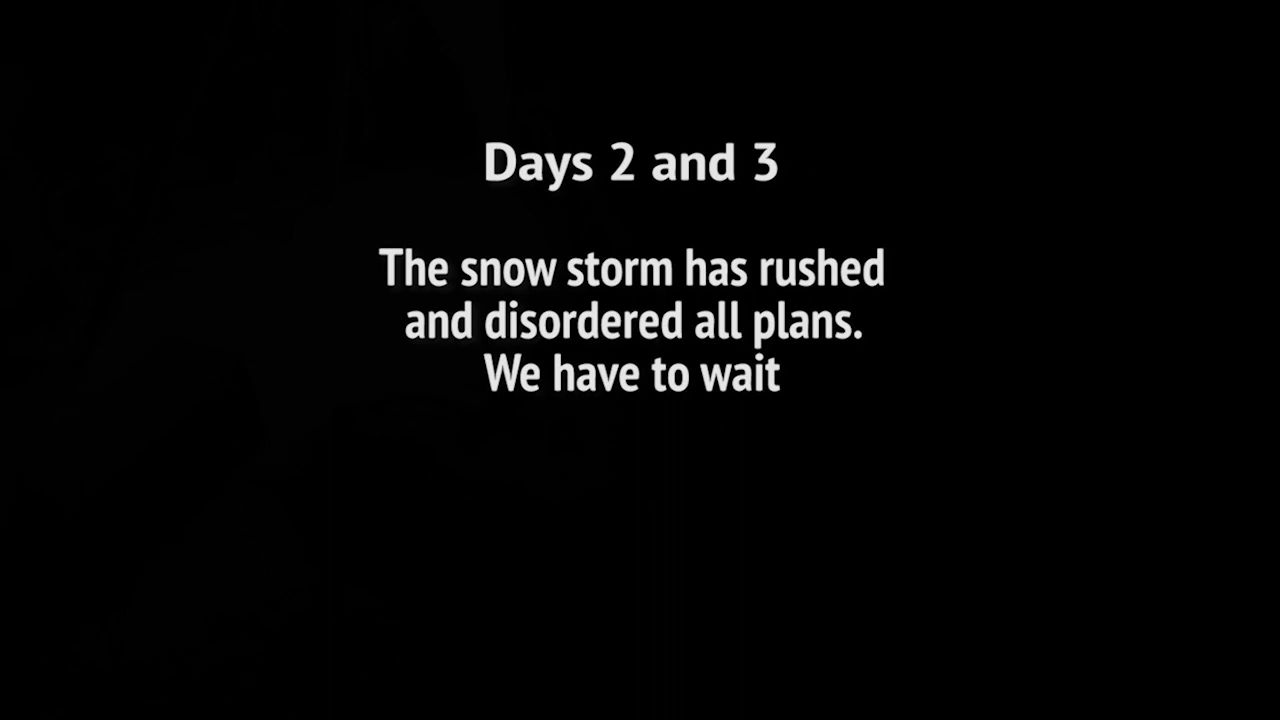 Days 2 and 3
The snow storm has rushed
and disordered all plans.
We have to wait